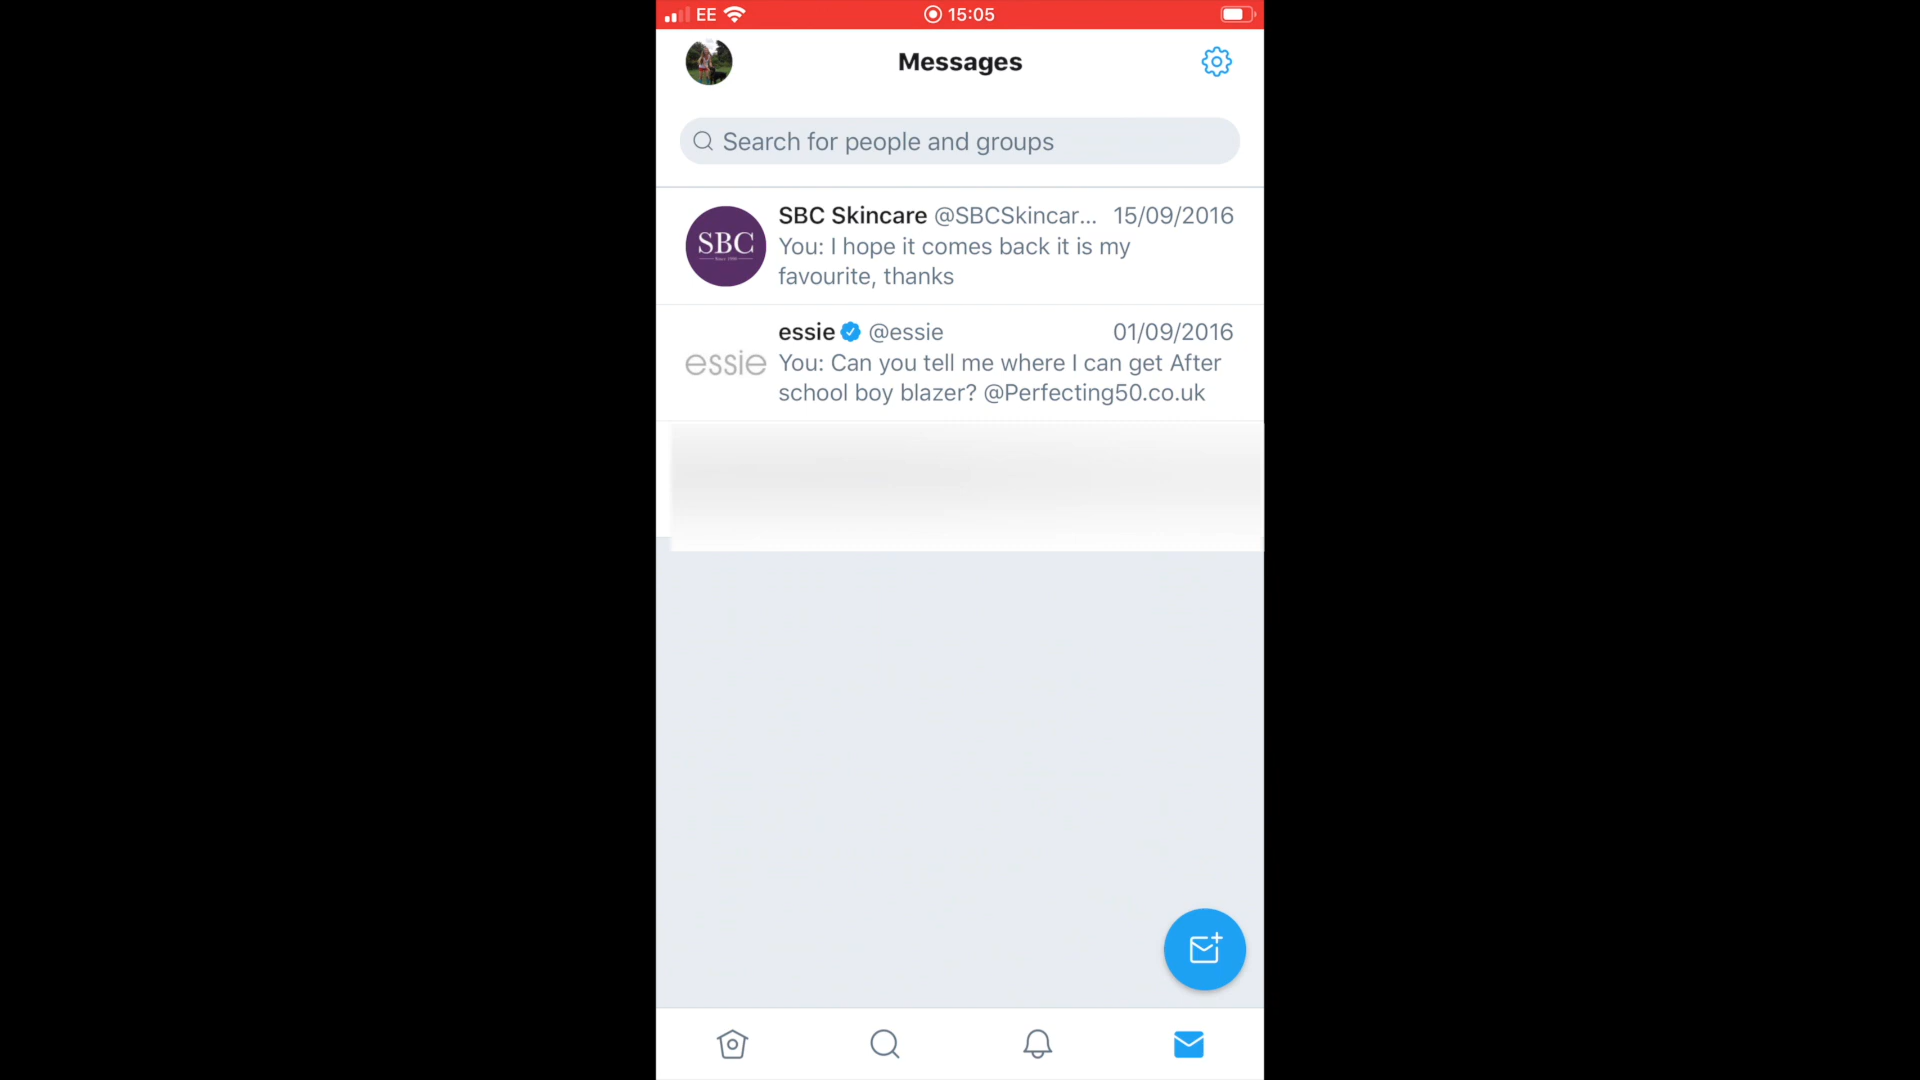 EE 15:05
Messages
Search for people and groups
SBC Skincare @SBCSkincar... 15/09/2016
SBC
You: I hope it comes back it is my
favourite, thanks
essie @essie 01/09/2016
essie
You: Can you tell me where I can get After
school boy blazer? @Perfecting50.co.uk